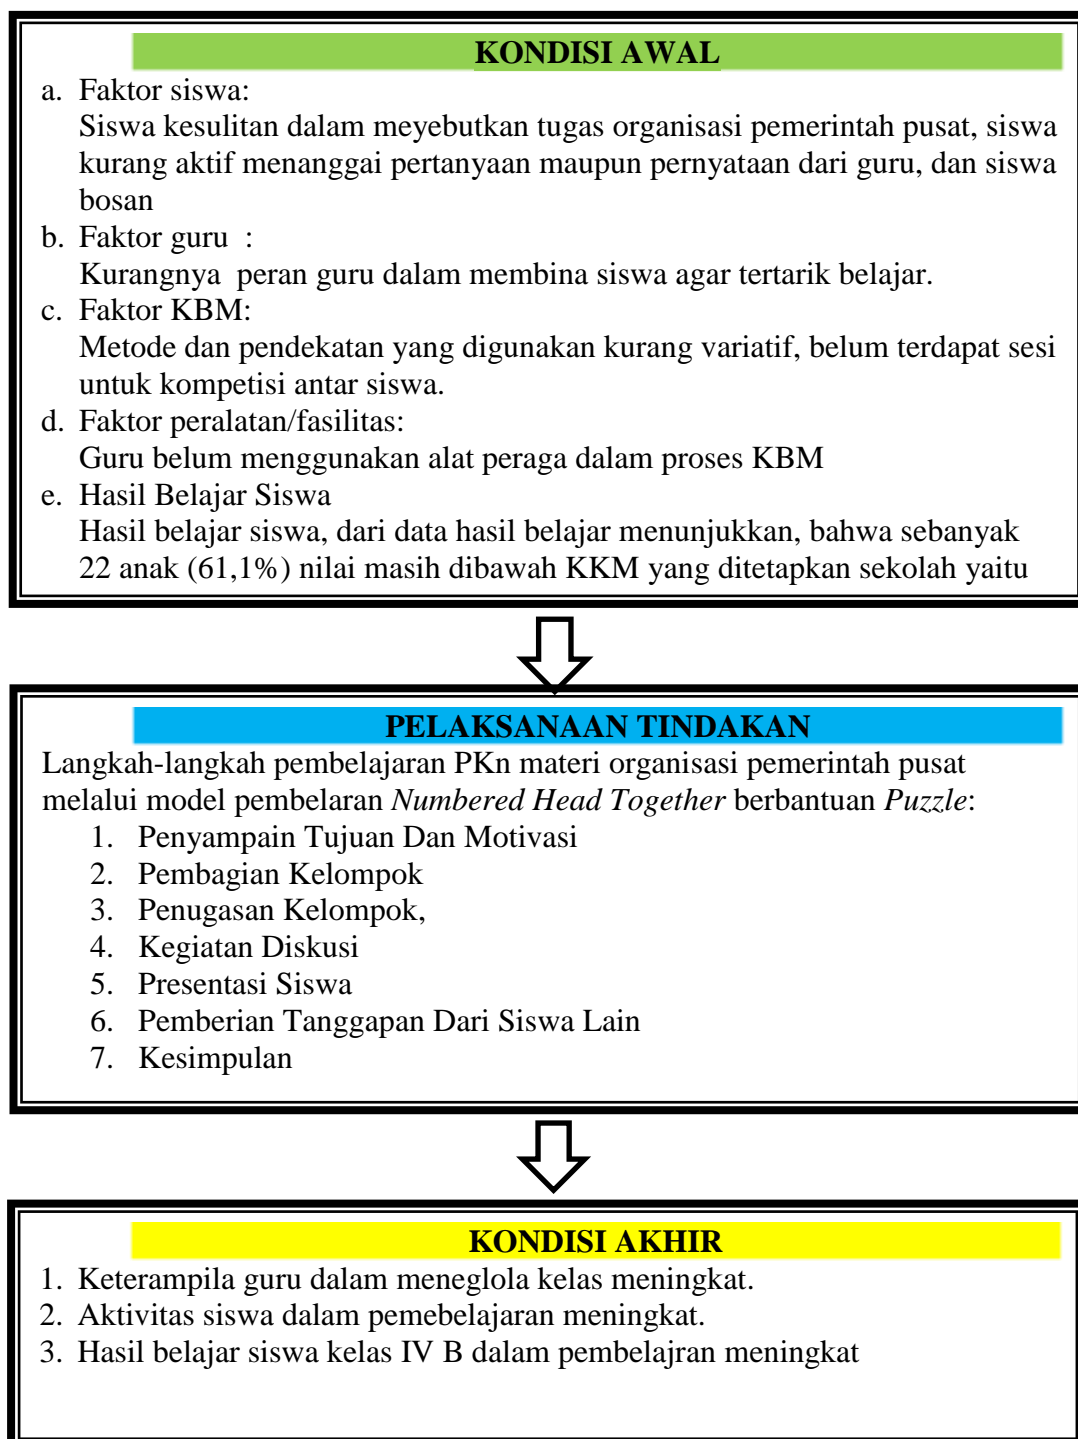 KONDISI AWAL
a. Faktor siswa:
Siswa kesulitan dalam meyebutkan tugas organisasi pemerintah pusat, siswa
kurang aktif menanggai pertanyaan maupun pernyataan dari guru, dan siswa
bosan
b. Faktor guru :
Kurangnya peran guru dalam membina siswa agar tertarik belajar.
c. Faktor KBM:
Metode dan pendekatan yang digunakan kurang variatif, belum terdapat sesi
untuk kompetisi antar siswa.
d. Faktor peralatan/fasilitas:
Guru belum menggunakan alat peraga dalam proses KBM
e. Hasil Belajar Siswa
Hasil belajar siswa, dari data hasil belajar menunjukkan, bahwa sebanyak
22 anak (61,1%) nilai masih dibawah KKM yang ditetapkan sekolah yaitu
PELAKSANAAN TINDAKAN
Langkah-langkah pembelajaran PKn materi organisasi pemerintah pusat
melalui model pembelaran Numbered Head Together berbantuan Puzzle:
1. Penyampain Tujuan Dan Motivasi
2. Pembagian Kelompok
3. Penugasan Kelompok,
4. Kegiatan Diskusi
5. Presentasi Siswa
6. Pemberian Tanggapan Dari Siswa Lain
7. Kesimpulan
KONDISI AKHIR
1. Keterampila guru dalam meneglola kelas meningkat.
2. Aktivitas siswa dalam pemebelajaran meningkat.
3. Hasil belajar siswa kelas IV B dalam pembelajran meningkat